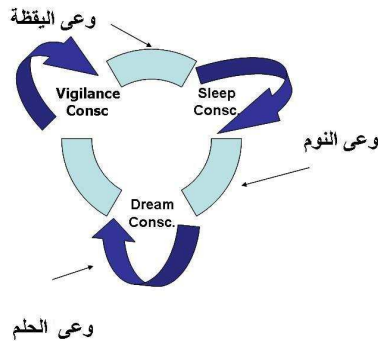 وعى اليقظة
Vigilance
Consc
Sleep
Consc.
وعى النوم
Dream
Consc.
وعى الحلم